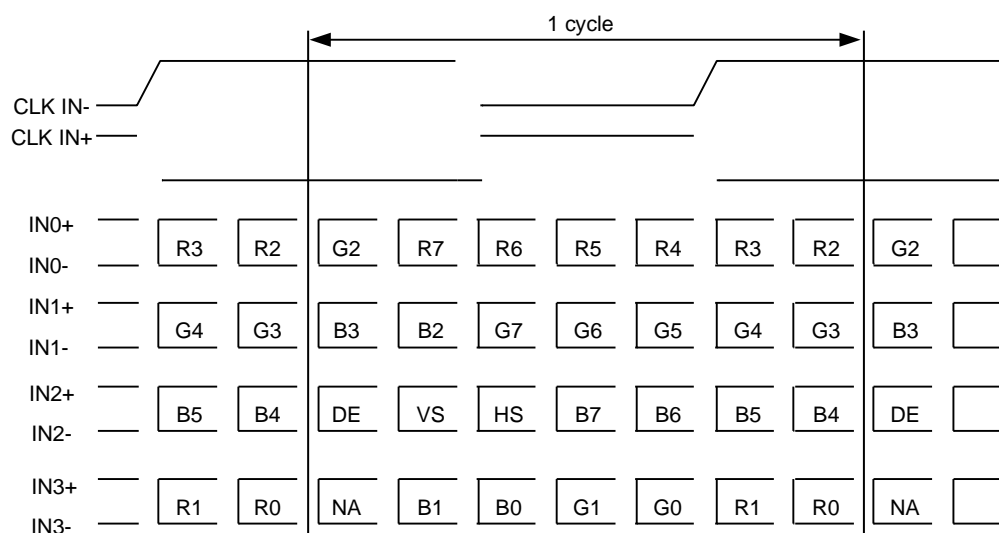 1 cycle
CLK IN-
CLK IN+
IN0+
R3 R2 G2 R7 R6 R5 R4 R3 R2 G2
IN0-
IN1+
G4 G3 B3 B2 G7 G6 G5 G4 G3 B3
IN1-
IN2+
B5 B4 DE VS HS B7 B6 B5 B4 DE
IN2-
IN3+
R1 R0 NA B1 B0 G1 G0 R1 R0 NA
IN3-